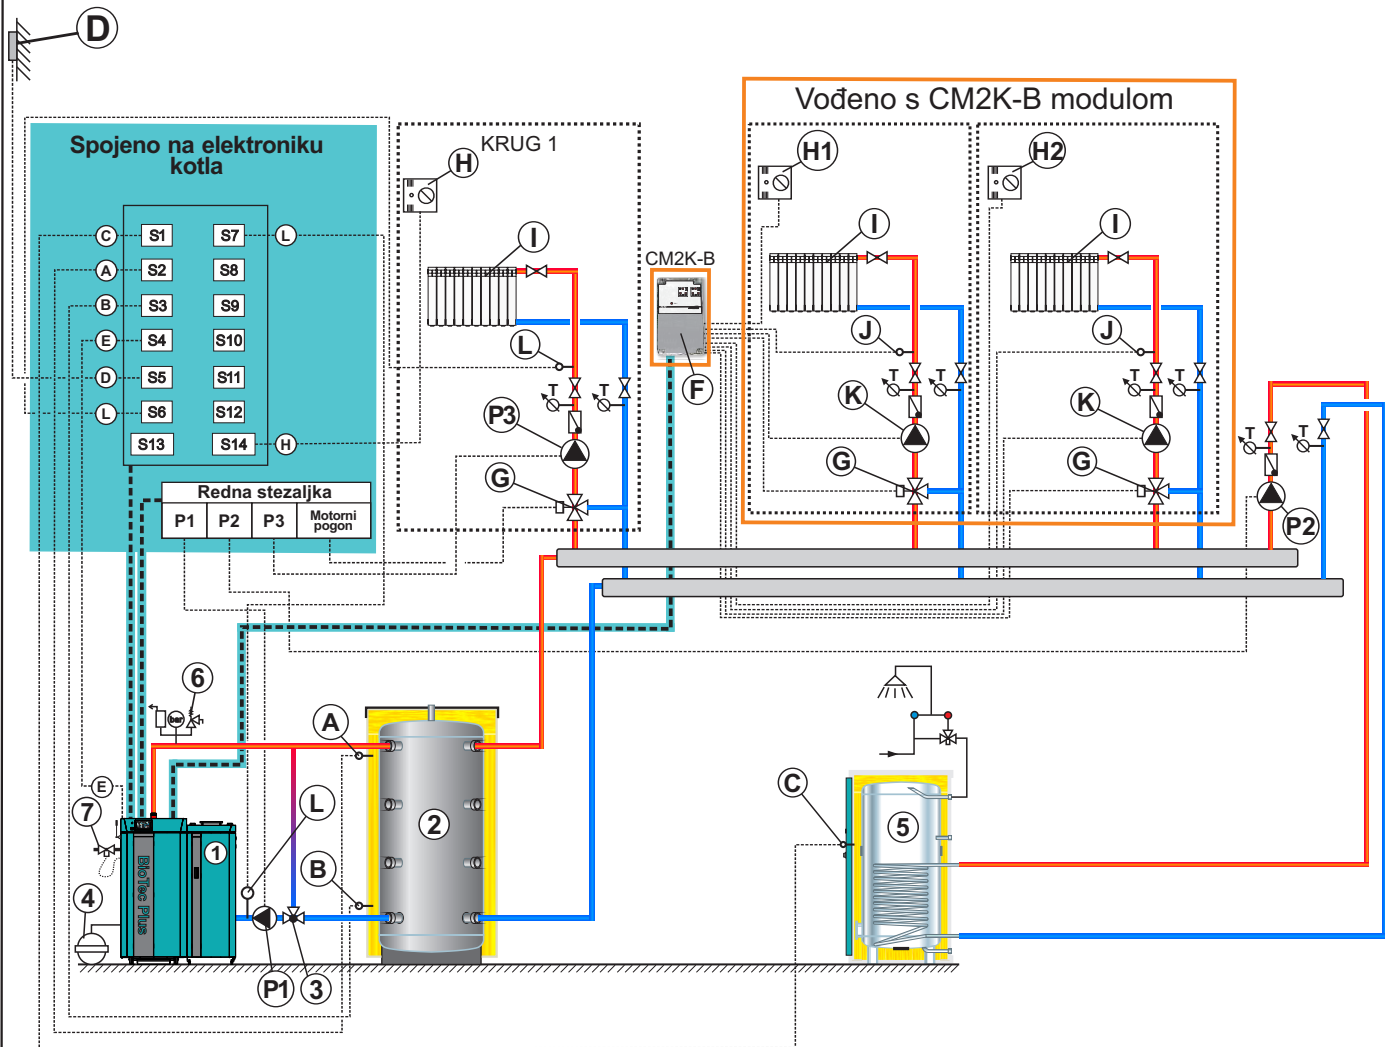 D
Vođeno s CM2K-B modulom
Spojeno na elektroniku
kotla
KRUG 1
H
H1
H2
C S1 S7 L
A S2 S8
B S3 S9
E S4 S10
D S5 S11
L S6 S12
S13 S14 H
I
I
I
CM2K-B
F
L
J
J
T T
T T
T T
T T
P3
K
K
G
G
G
P2
Redna stezaljka
P1 P2 P3 Motorni
pogon
6
bar
A
E
7
L
2
C
5
1
BioTec Plus
B
4
P1
3